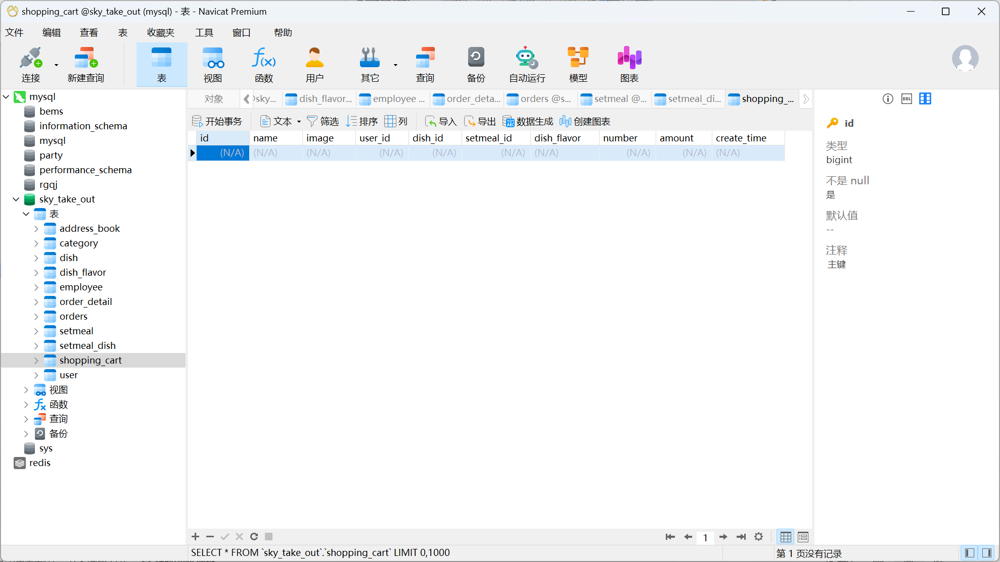 shopping_cart @sky_take_out (mysql) - 表 - Navicat Premium
文件 编辑 查看 表 收藏夹 工具 窗口 帮助
连接 新建查询 表 视图 函数 用户 其它 查询 备份 自动运行 模型 图表
mysql
bems
information_schema
mysql
party
performance_schema
rgqj
sky_take_out
表
address_book
category
dish
dish_flavor
employee
order_detail
orders
setmeal
setmeal_dish
shopping_cart
user
视图
函数
查询
备份
sys
redis
对象 sky... dish_flavor... employee ... order_deta... orders @s... setmeal @... setmeal_di... shopping_...
开始事务 文本 筛选 排序 列 导入 导出 数据生成 创建图表
id name image user_id dish_id setmeal_id dish_flavor number amount create_time
(N/A) (N/A) (N/A) (N/A) (N/A) (N/A) (N/A) (N/A) (N/A) (N/A)
DDL
id
类型
bigint
不是 null
是
默认值
--
注释
主键
1
SELECT * FROM `sky_take_out`.`shopping_cart` LIMIT 0,1000
第 1 页没有记录